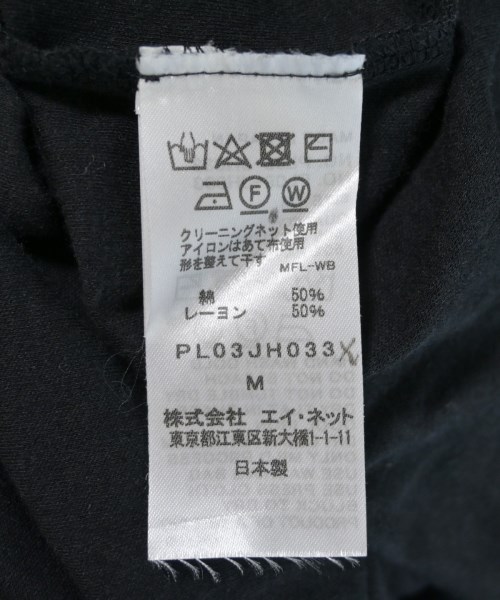 F W
クリーニングネット使用
アイロンはあて布使用
形を整えて干す MFL-WB
綿 50%
レーヨン 50%
PL03JH033X
M
株式会社 エイ・ネット
東京都江東区新大橋1-1-11
日本製